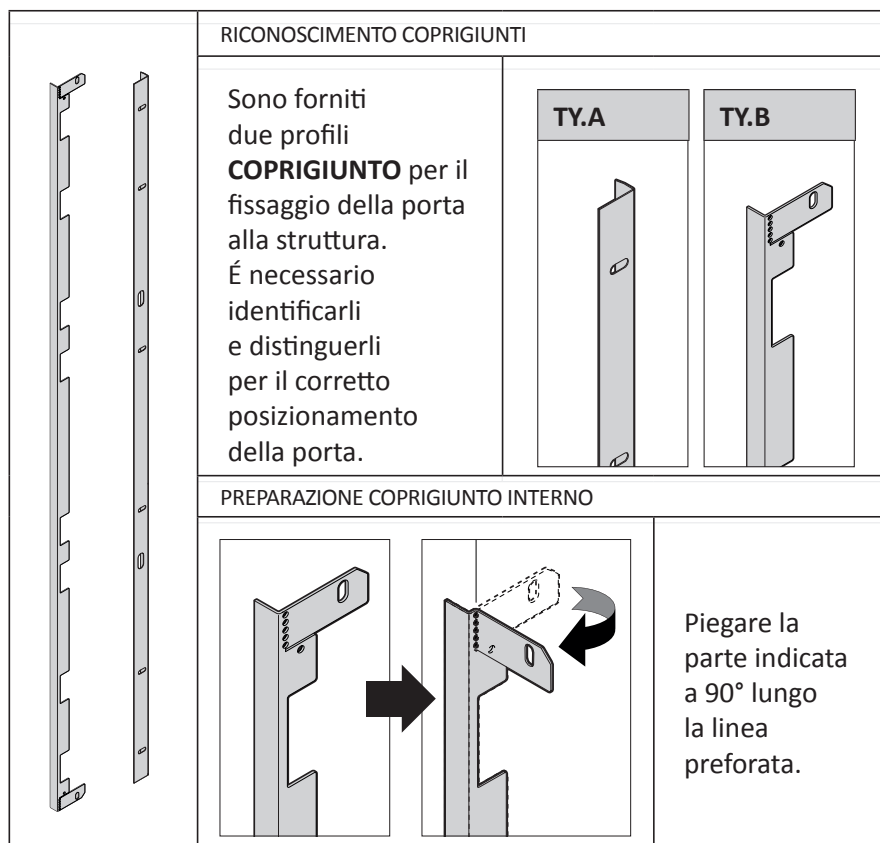 RICONOSCIMENTO COPRIGIUNTI
Sono forniti
due profili
COPRIGIUNTO per il
fissaggio della porta
alla struttura.
É necessario
identificarli
e distinguerli
per il corretto
posizionamento
della porta.
TY.A
TY.B
PREPARAZIONE COPRIGIUNTO INTERNO
Piegare la
parte indicata
a 90° lungo
la linea
preforata.